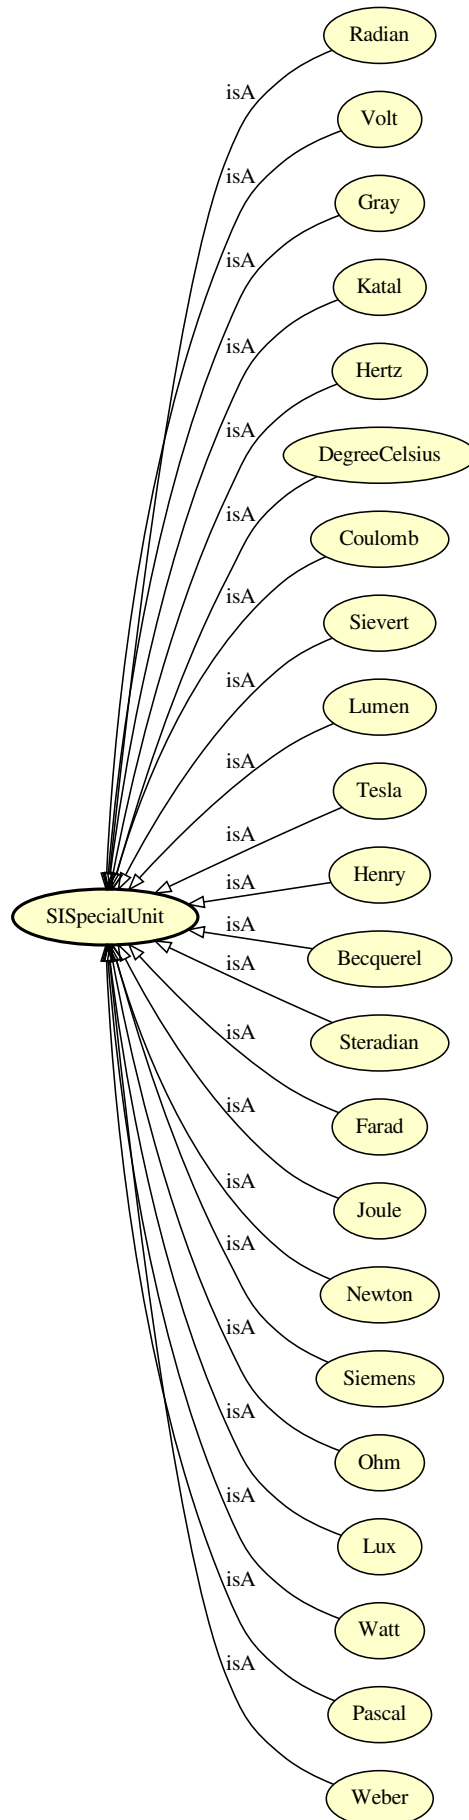 Radian
isA
Volt
isA
Gray
isA
Katal
isA
Hertz
isA
DegreeCelsius
isA
Coulomb
isA
Sievert
isA
Lumen
isA
Tesla
isA
Henry
isA
SISpecialUnit
isA
Becquerel
isA
Steradian
isA
Farad
isA
Joule
isA
Newton
isA
Siemens
isA
Ohm
isA
Lux
isA
Watt
isA
Pascal
isA
Weber